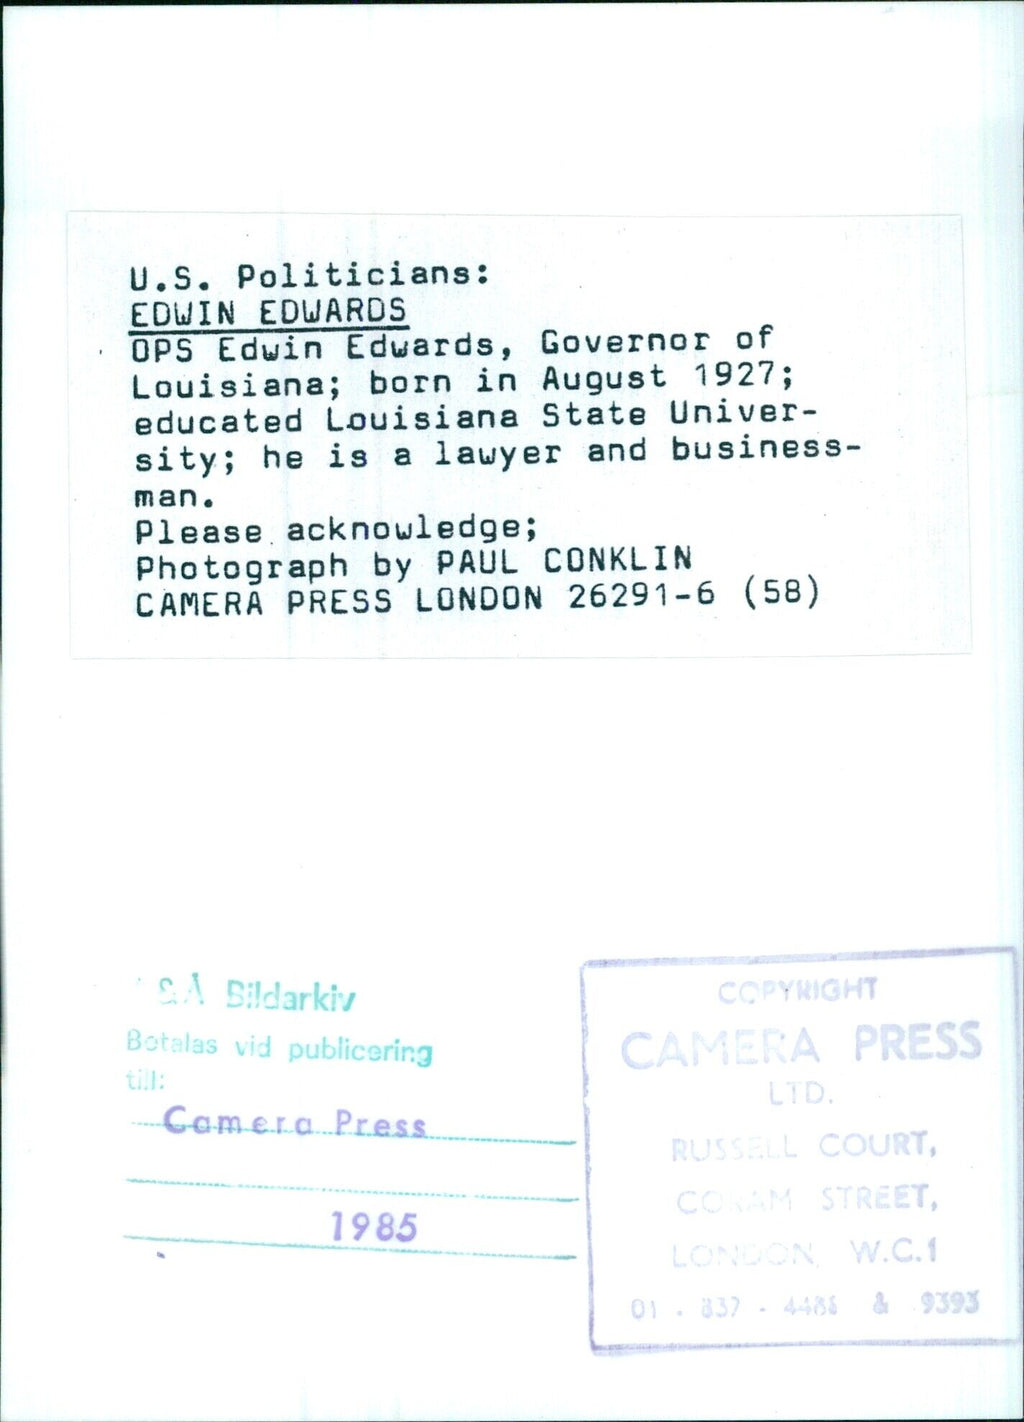 U.S. Politicians:
EDWIN EDWARDS
OPS Edwin Edwards, Governor of
Louisiana; born in August 1927;
educated Louisiana State Univer-
sity; he is a lawyer and business-
man.
Please acknowledge;
Photograph by PAUL CONKLIN
CAMERA PRESS LONDON 26291-6 (58)
&Å Bildarkiv
Betalas vid publicering
till:
Camera Press
1985
COPYRIGHT
CAMERA PRESS
LTD.
RUSSELL COURT,
CORAM STREET,
LONDON, W.C.1
01 - 837 - & 9393